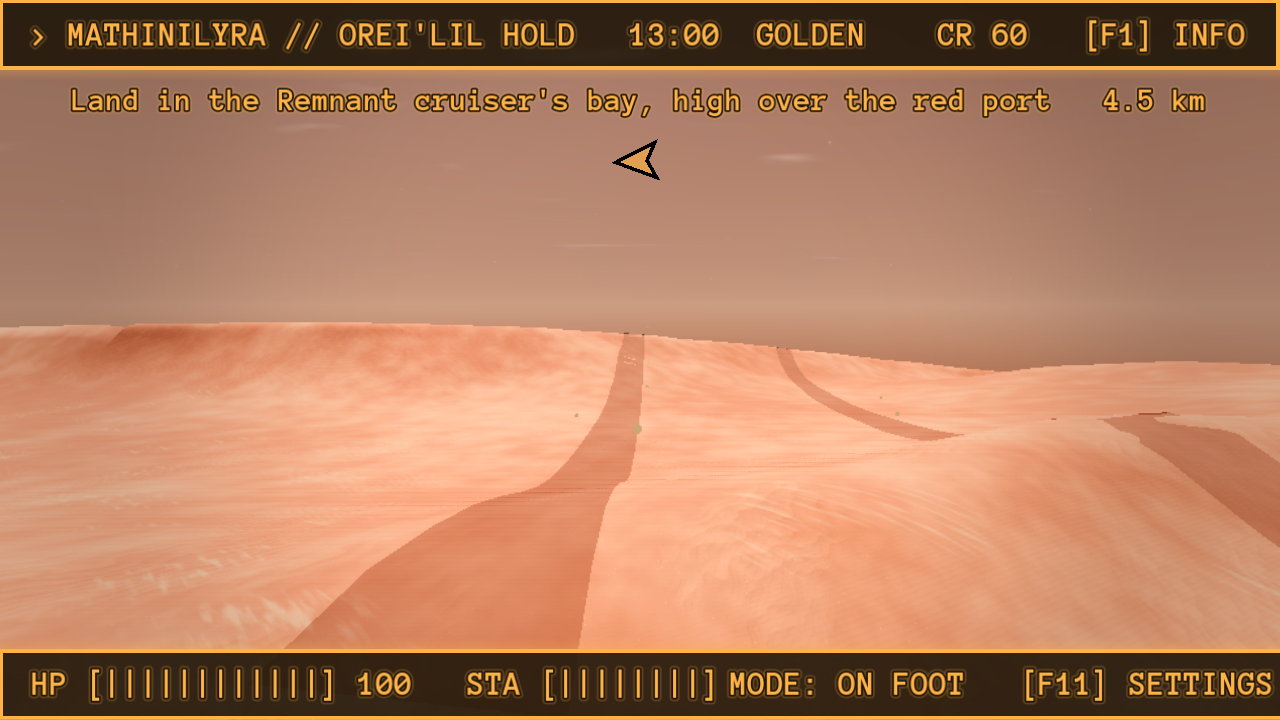 > MATHINILYRA // OREI'LIL HOLD 13:00 GOLDEN CR 60 [F1] INFO
Land in the Remnant cruiser's bay, high over the red port 4.5 km
HP [||||||||||||] 100 STA [||||||||] MODE: ON FOOT [F11] SETTINGS